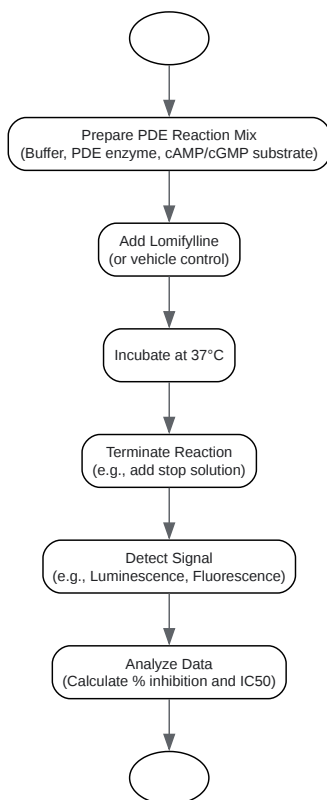 Prepare PDE Reaction Mix
(Buffer, PDE enzyme, cAMP/cGMP substrate)
Add Lomifylline
(or vehicle control)
Incubate at 37°C
Terminate Reaction
(e.g., add stop solution)
Detect Signal
(e.g., Luminescence, Fluorescence)
Analyze Data
(Calculate % inhibition and IC50)